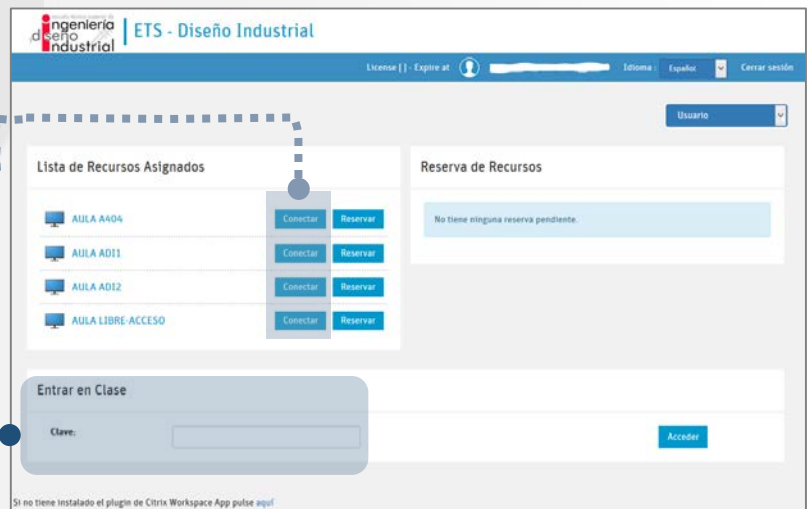 ingeniería
diseño
industrial
ETS - Diseño Industrial
License [ ] - Expire at
Idioma : Español
Cerrar sesión
Usuario
Lista de Recursos Asignados
AULA A404 Conectar Reservar
AULA ADI1 Conectar Reservar
AULA ADI2 Conectar Reservar
AULA LIBRE-ACCESO Conectar Reservar
Reserva de Recursos
No tiene ninguna reserva pendiente.
Entrar en Clase
Clave:
Acceder
Si no tiene instalado el plugin de Citrix Workspace App pulse aquí